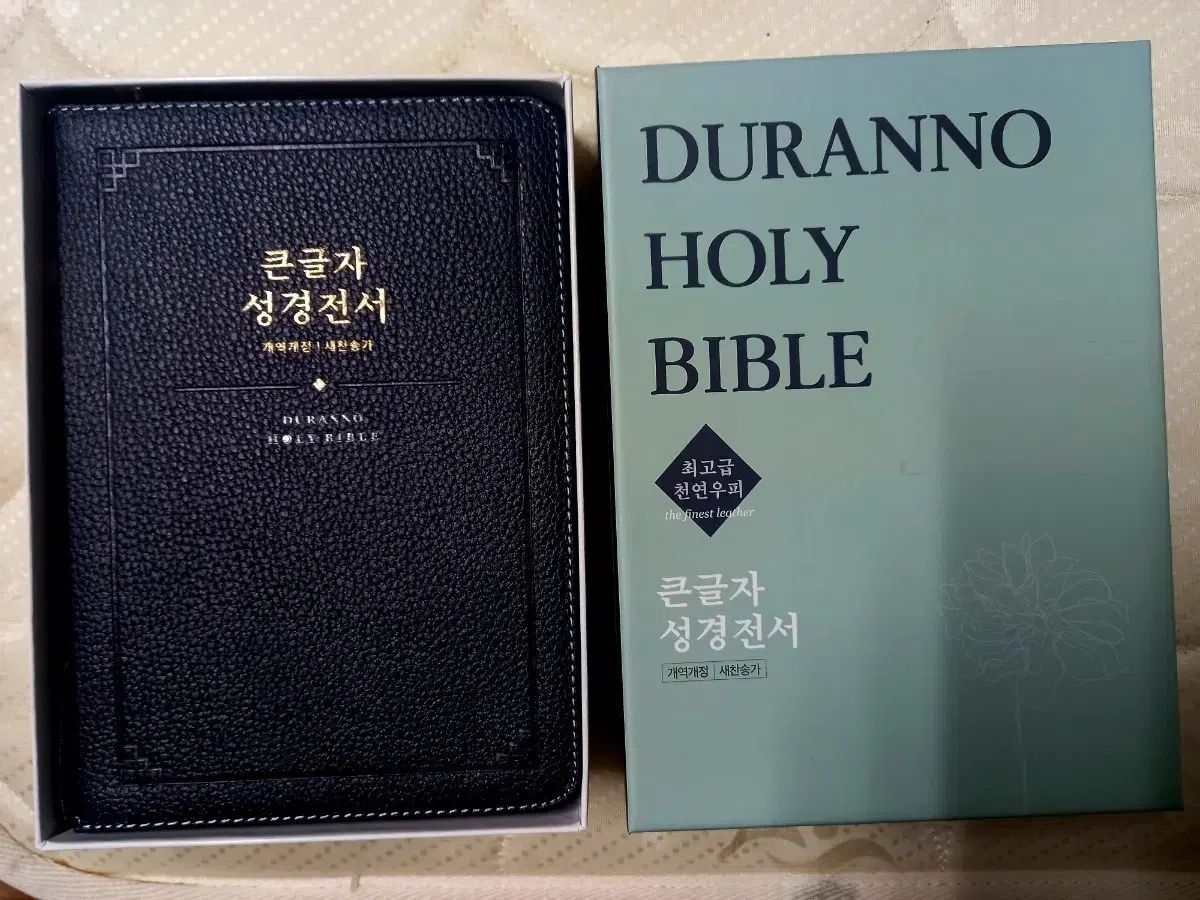 큰글자
성경전서
개역개정 | 새찬송가
DURANNO
HOLY BIBLE
DURANNO
HOLY
BIBLE
최고급
천연우피
the finest leather
큰글자
성경전서
개역개정 | 새찬송가